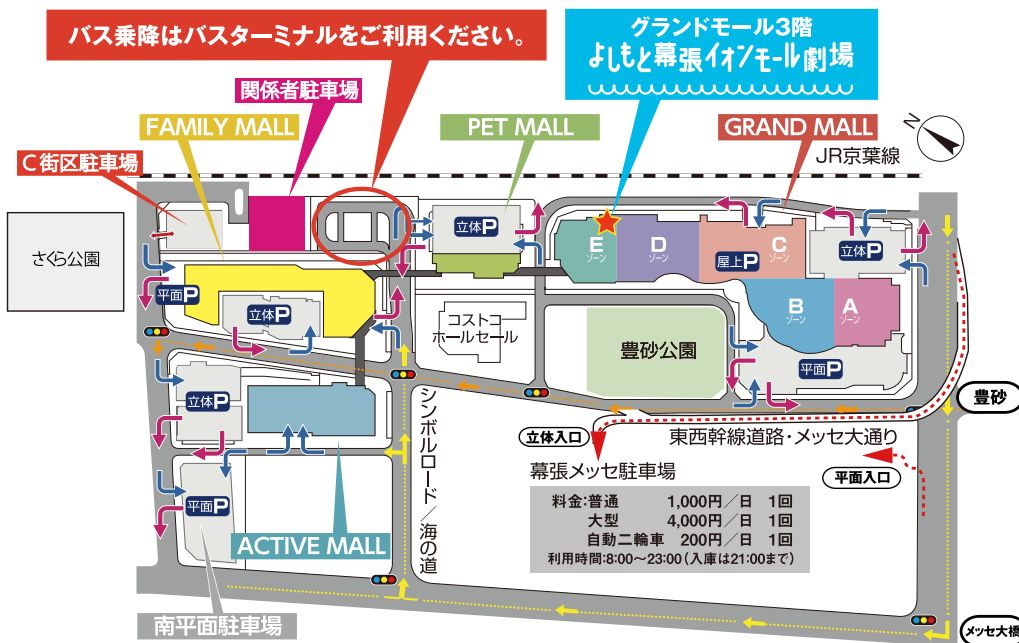 バス乗降はバスターミナルをご利用ください。
グランドモール3階
よしもと幕張イオンモール劇場
関係者駐車場
FAMILY MALL
PET MALL
GRAND MALL
N
JR京葉線
C街区駐車場
さくら公園
立体P
E
ゾーン
D
ゾーン
C
ゾーン
屋上P
立体P
平面P
立体P
B
ゾーン
A
ゾーン
コストコ
ホールセール
豊砂公園
平面P
立体P
豊砂
シンボルロード/海の道
立体入口
東西幹線道路・メッセ大通り
幕張メッセ駐車場
平面入口
料金:普通 1,000円/日 1回
大型 4,000円/日 1回
自動二輪車 200円/日 1回
利用時間:8:00〜23:00(入庫は21:00まで)
平面P
ACTIVE MALL
南平面駐車場
メッセ大橋